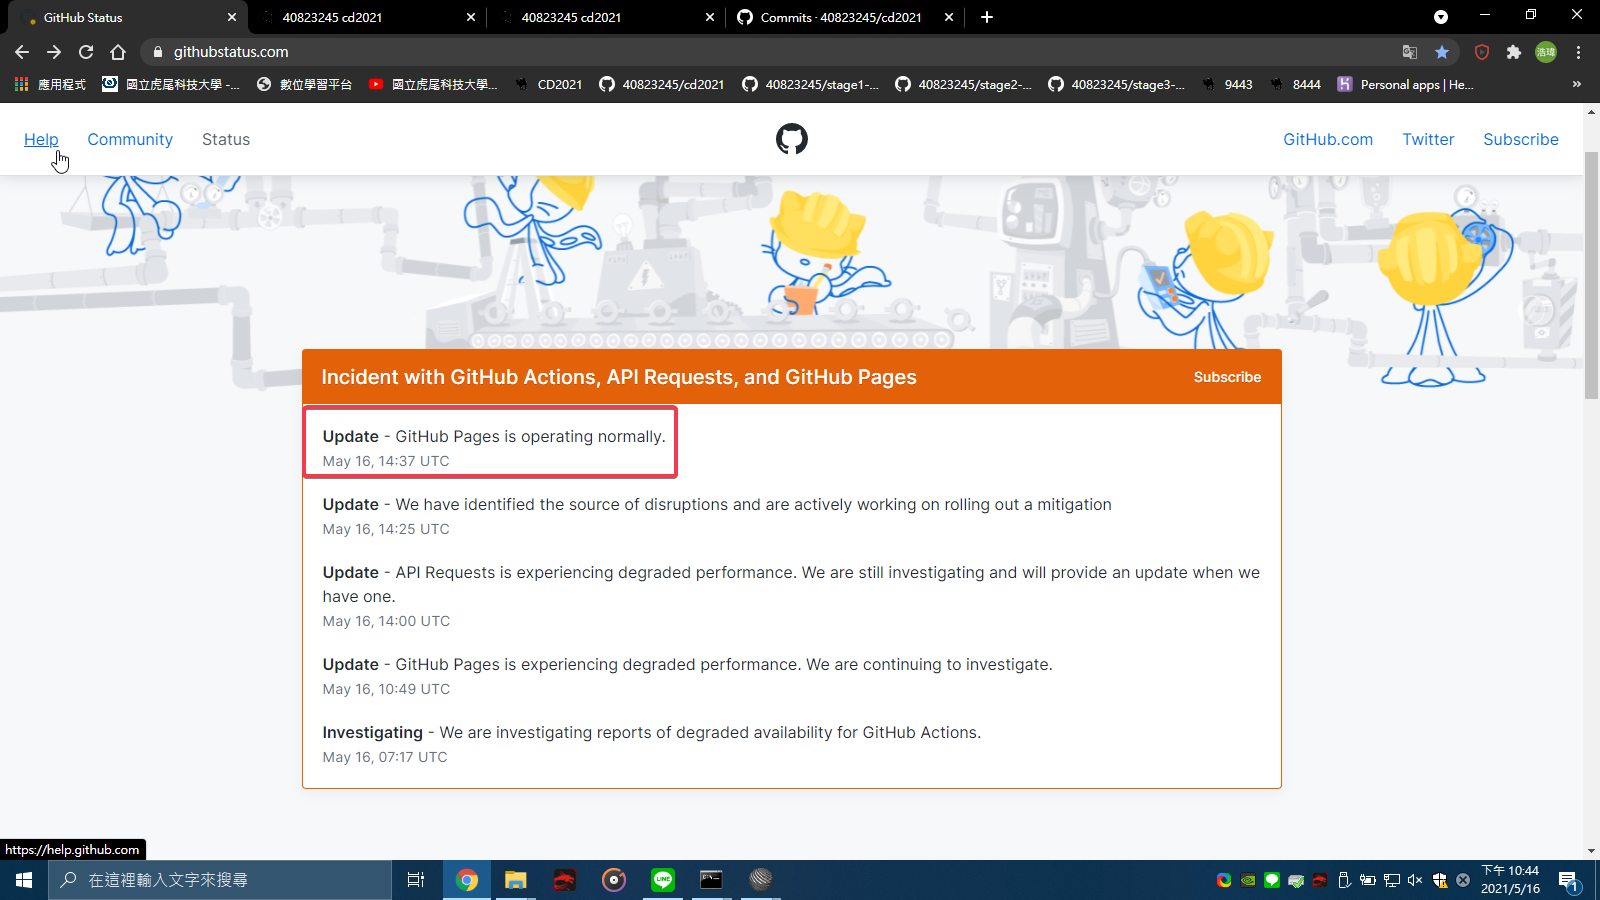 GitHub Status
40823245 cd2021
40823245 cd2021
Commits · 40823245/cd2021
githubstatus.com
浩瑋
應用程式
國立虎尾科技大學 -...
數位學習平台
國立虎尾科技大學...
CD2021
40823245/cd2021
40823245/stage1-...
40823245/stage2-...
40823245/stage3-...
9443
8444
Personal apps | He...
»
Help
Community
Status
GitHub.com
Twitter
Subscribe
Incident with GitHub Actions, API Requests, and GitHub Pages
Subscribe
Update - GitHub Pages is operating normally.
May 16, 14:37 UTC
Update - We have identified the source of disruptions and are actively working on rolling out a mitigation
May 16, 14:25 UTC
Update - API Requests is experiencing degraded performance. We are still investigating and will provide an update when we
have one.
May 16, 14:00 UTC
Update - GitHub Pages is experiencing degraded performance. We are continuing to investigate.
May 16, 10:49 UTC
Investigating - We are investigating reports of degraded availability for GitHub Actions.
May 16, 07:17 UTC
https://help.github.com
在這裡輸入文字來搜尋
LINE
下午 10:44
2021/5/16
1